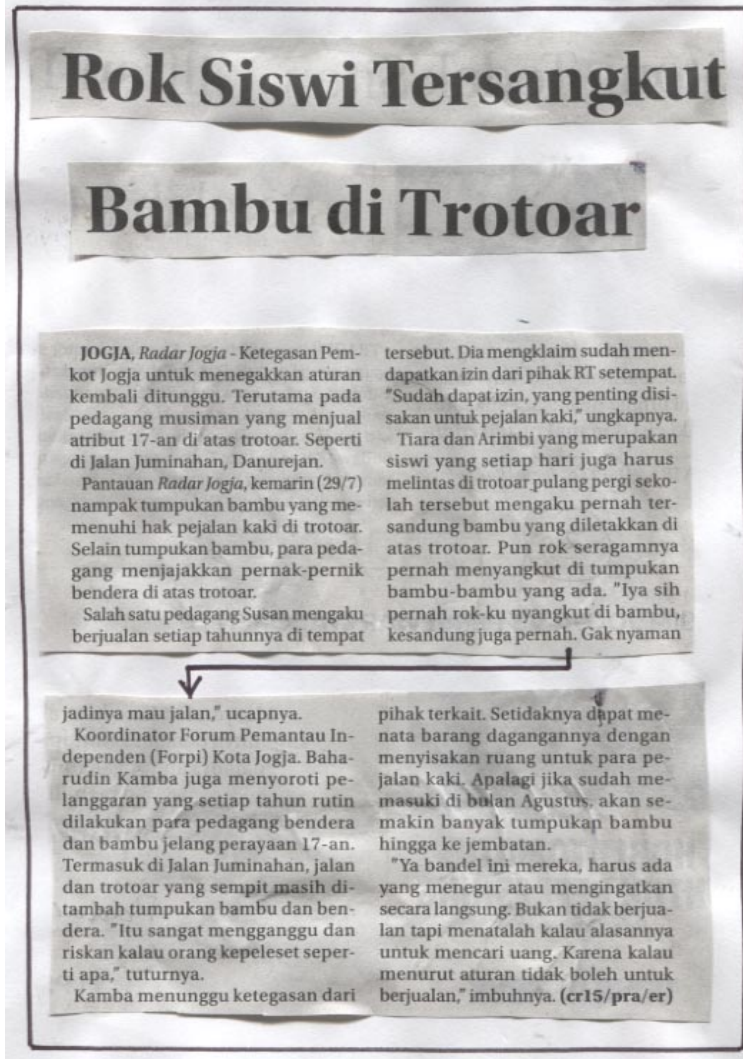 Rok Siswi Tersangkut
Bambu di Trotoar
JOGJA, Radar Jogja - Ketegasan Pem-
kot Jogja untuk menegakkan aturan
kembali ditunggu. Terutama pada
pedagang musiman yang menjual
atribut 17-an di atas trotoar. Seperti
di Jalan Juminahan, Danurejan.
Pantauan Radar Jogja, kemarin (29/7)
nampak tumpukan bambu yang me-
menuhi hak pejalan kaki di trotoar.
Selain tumpukan bambu, para peda-
gang menjajakkan pernak-pernik
bendera di atas trotoar.
Salah satu pedagang Susan mengaku
berjualan setiap tahunnya di tempat
tersebut. Dia mengklaim sudah men-
dapatkan izin dari pihak RT setempat.
"Sudah dapat izin, yang penting disi-
sakan untuk pejalan kaki," ungkapnya.
Tiara dan Arimbi yang merupakan
siswi yang setiap hari juga harus
melintas di trotoar pulang pergi seko-
lah tersebut mengaku pernah ter-
sandung bambu yang diletakkan di
atas trotoar. Pun rok seragamnya
pernah menyangkut di tumpukan
bambu-bambu yang ada. "Iya sih
pernah rok-ku nyangkut di bambu,
kesandung juga pernah. Gak nyaman
jadinya mau jalan," ucapnya.
Koordinator Forum Pemantau In-
dependen (Forpi) Kota Jogja. Baha-
rudin Kamba juga menyoroti pe-
langgaran yang setiap tahun rutin
dilakukan para pedagang bendera
dan bambu jelang perayaan 17-an.
Termasuk di Jalan Juminahan, jalan
dan trotoar yang sempit masih di-
tambah tumpukan bambu dan ben-
dera. "Itu sangat mengganggu dan
riskan kalau orang kepeleset seper-
ti apa," tuturnya.
Kamba menunggu ketegasan dari
pihak terkait. Setidaknya dapat me-
nata barang dagangannya dengan
menyisakan ruang untuk para pe-
jalan kaki. Apalagi jika sudah me-
masuki di bulan Agustus, akan se-
makin banyak tumpukan bambu
hingga ke jembatan.
"Ya bandel ini mereka, harus ada
yang menegur atau mengingatkan
secara langsung. Bukan tidak berjua-
lan tapi menatalah kalau alasannya
untuk mencari uang. Karena kalau
menurut aturan tidak boleh untuk
berjualan," imbuhnya. (cr15/pra/er)